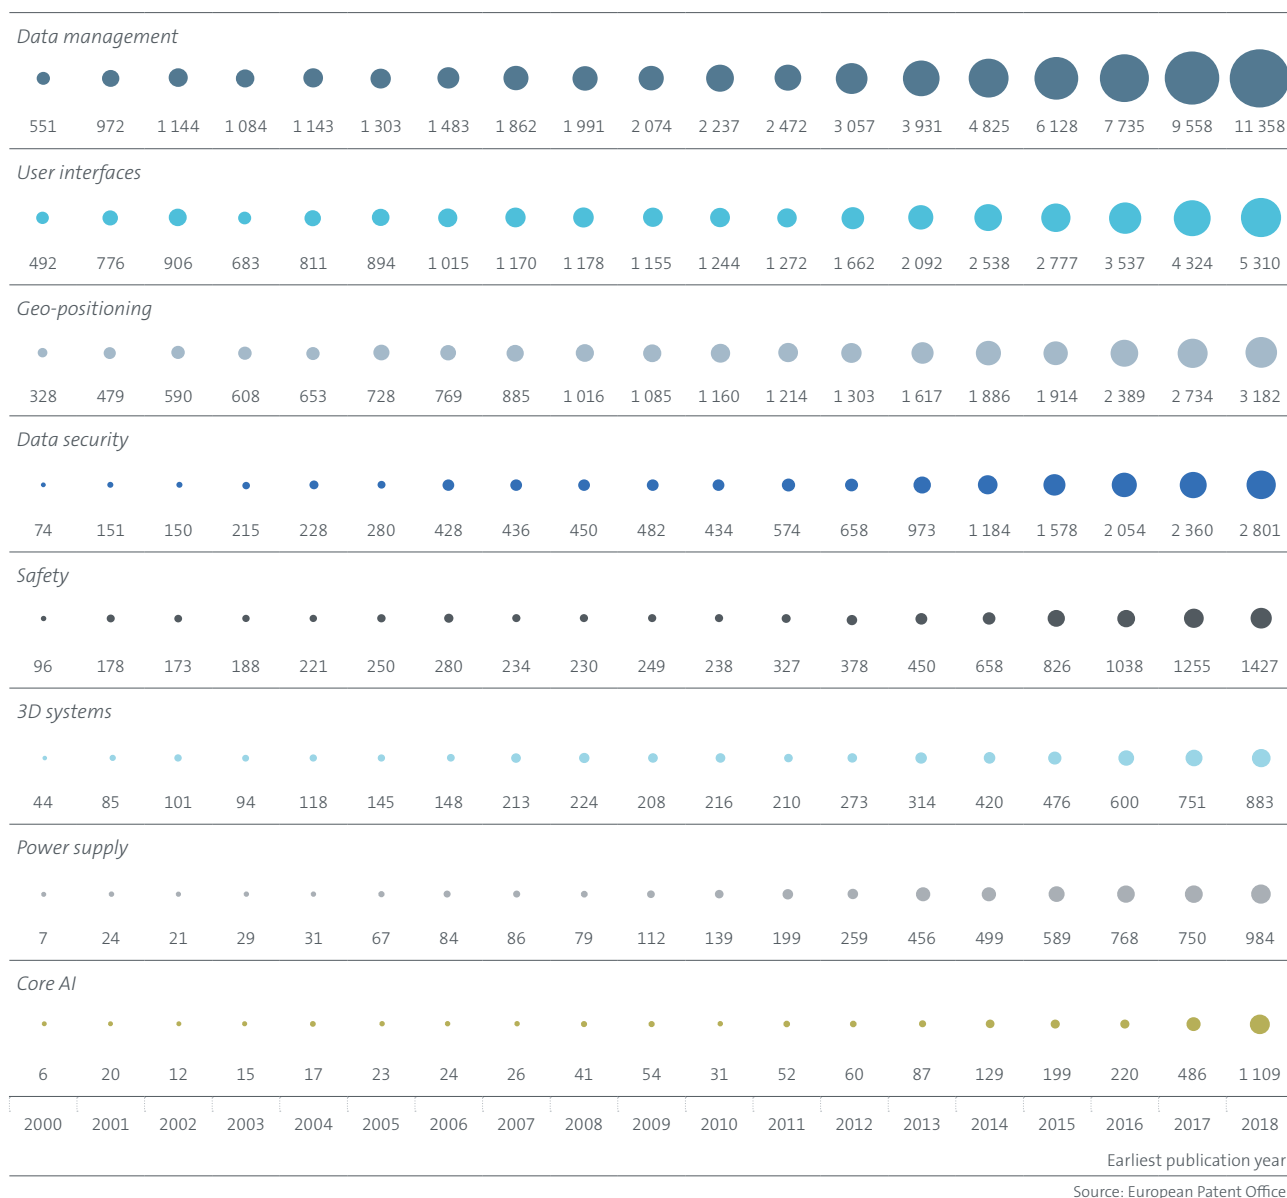 Data management
551 972 1 144 1 084 1 143 1 303 1 483 1 862 1 991 2 074 2 237 2 472 3 057 3 931 4 825 6 128 7 735 9 558 11 358
User interfaces
492 776 906 683 811 894 1 015 1 170 1 178 1 155 1 244 1 272 1 662 2 092 2 538 2 777 3 537 4 324 5 310
Geo-positioning
328 479 590 608 653 728 769 885 1 016 1 085 1 160 1 214 1 303 1 617 1 886 1 914 2 389 2 734 3 182
Data security
74 151 150 215 228 280 428 436 450 482 434 574 658 973 1 184 1 578 2 054 2 360 2 801
Safety
96 178 173 188 221 250 280 234 230 249 238 327 378 450 658 826 1038 1255 1427
3D systems
44 85 101 94 118 145 148 213 224 208 216 210 273 314 420 476 600 751 883
Power supply
7 24 21 29 31 67 84 86 79 112 139 199 259 456 499 589 768 750 984
Core AI
6 20 12 15 17 23 24 26 41 54 31 52 60 87 129 199 220 486 1 109
2000 2001 2002 2003 2004 2005 2006 2007 2008 2009 2010 2011 2012 2013 2014 2015 2016 2017 2018
Earliest publication year
Source: European Patent Office